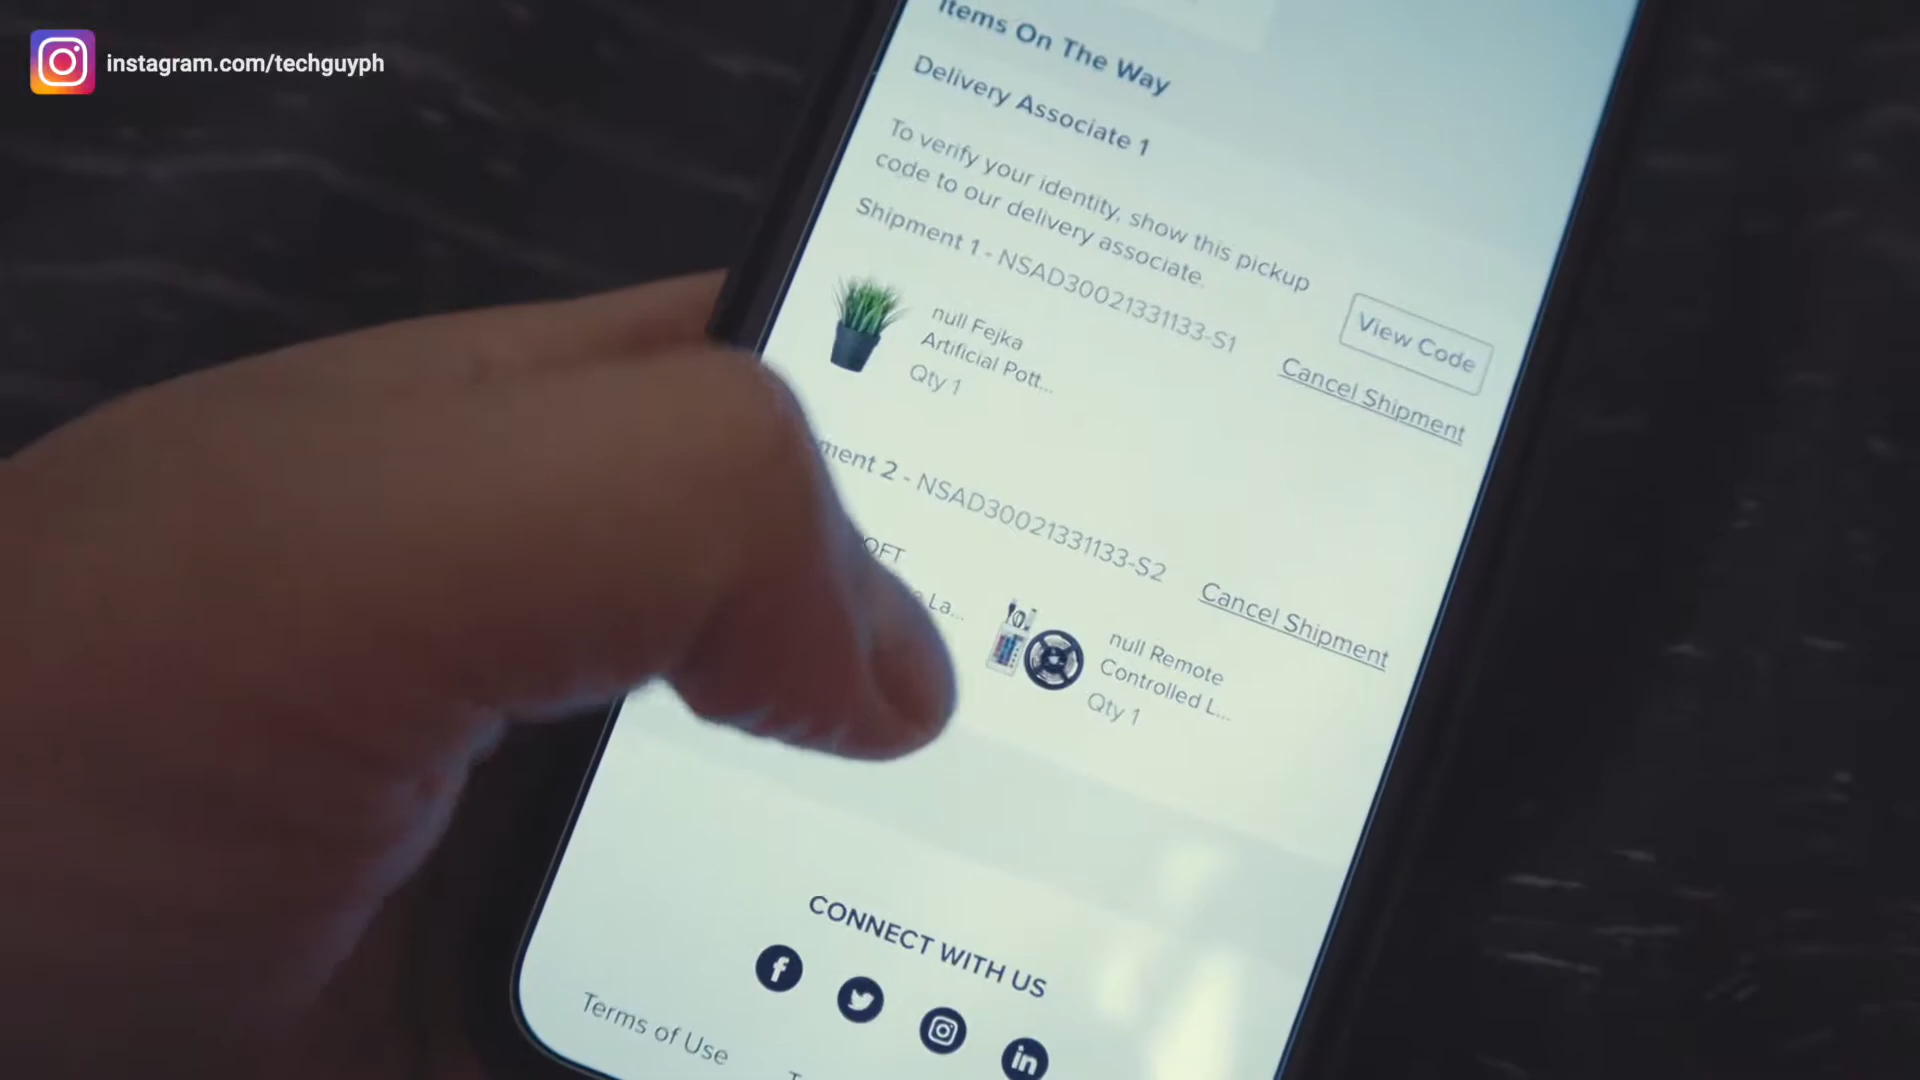 instagram.com/techguyph
Items On The Way
Delivery Associate 1
To verify your identity, show this pickup
code to our delivery associate.
View Code
Shipment 1 - NSAD30021331133-S1
Cancel Shipment
null Fejka
Artificial Pott...
Qty 1
ment 2 - NSAD30021331133-S2
Cancel Shipment
OFT
La...
null Remote
Controlled L...
Qty 1
CONNECT WITH US
Terms of Use